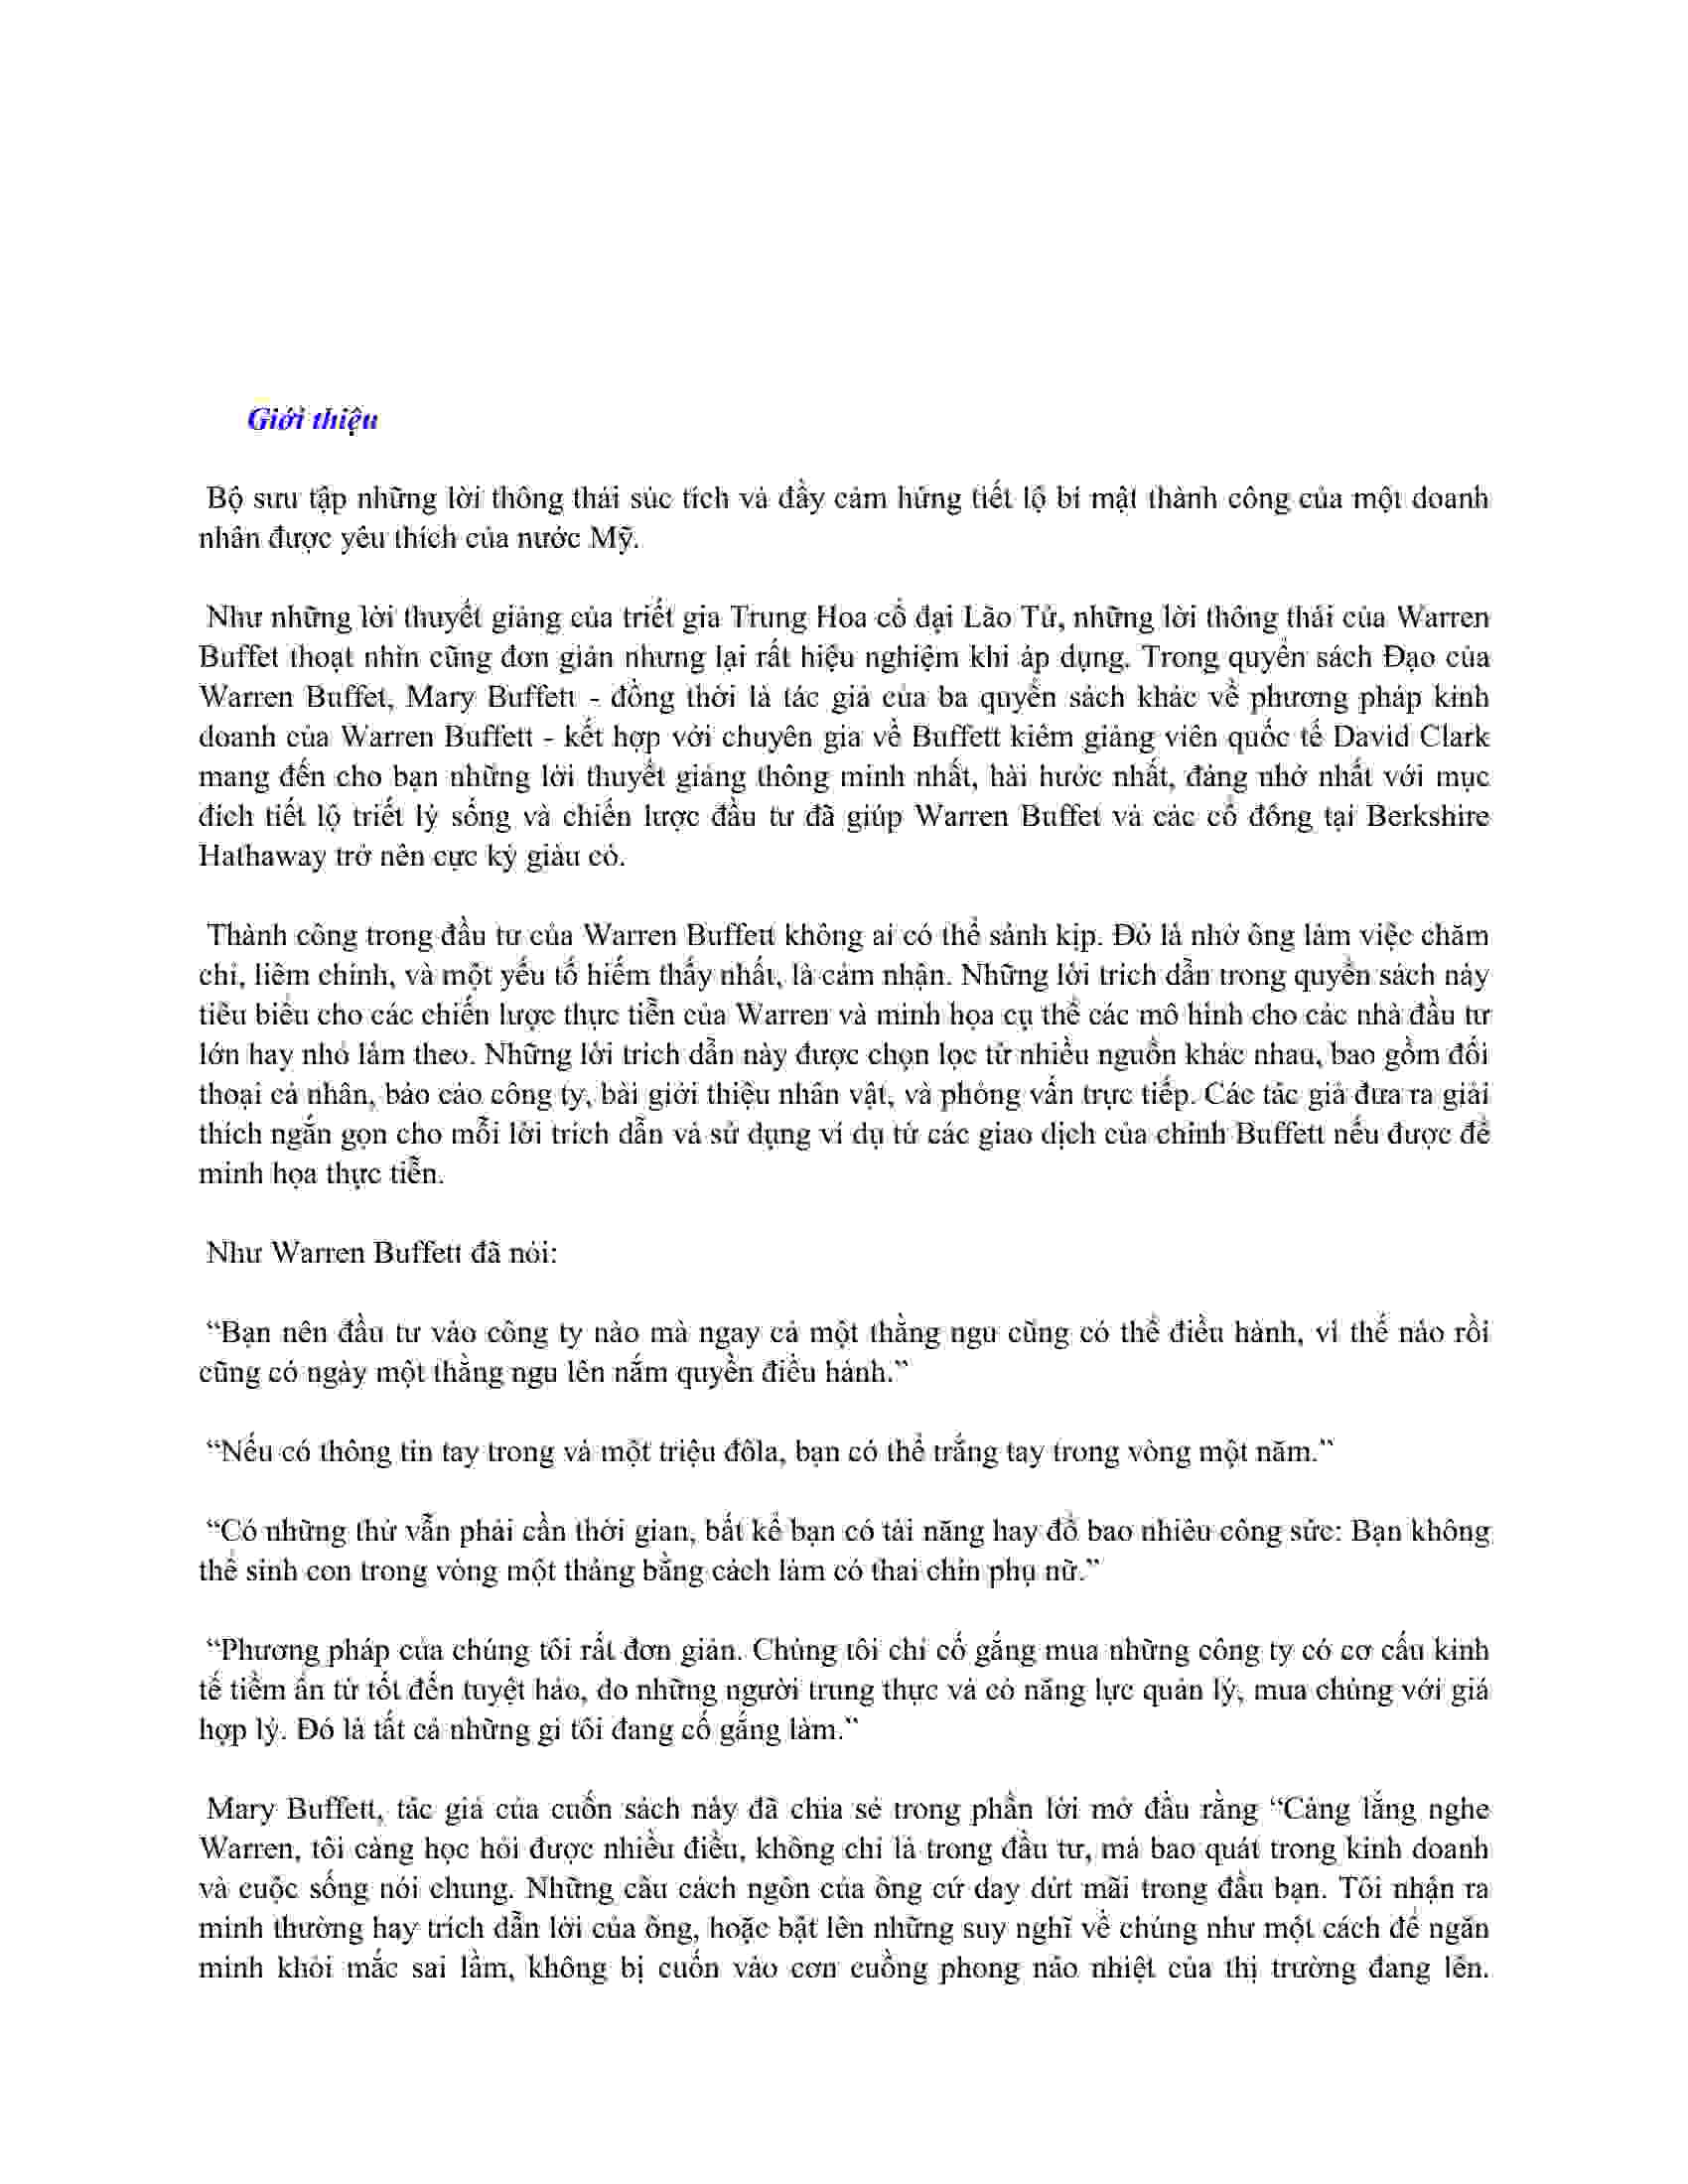 Giới thiệu
Bộ sưu tập những lời thông thái súc tích và đầy cảm hứng tiết lộ bí mật thành công của một doanh
nhân được yêu thích của nước Mỹ.
Như những lời thuyết giảng của triết gia Trung Hoa cổ đại Lão Tử, những lời thông thái của Warren
Buffet thoạt nhìn cũng đơn giản nhưng lại rất hiệu nghiệm khi áp dụng. Trong quyển sách Đạo của
Warren Buffet, Mary Buffett - đồng thời là tác giả của ba quyển sách khác về phương pháp kinh
doanh của Warren Buffett - kết hợp với chuyên gia về Buffett kiêm giảng viên quốc tế David Clark
mang đến cho bạn những lời thuyết giảng thông minh nhất, hài hước nhất, đáng nhớ nhất với mục
đích tiết lộ triết lý sống và chiến lược đầu tư đã giúp Warren Buffet và các cổ đông tại Berkshire
Hathaway trở nên cực kỳ giàu có.
Thành công trong đầu tư của Warren Buffett không ai có thể sánh kịp. Đó là nhờ ông làm việc chăm
chỉ, liêm chính, và một yếu tố hiếm thấy nhất, là cảm nhận. Những lời trích dẫn trong quyển sách này
tiêu biểu cho các chiến lược thực tiễn của Warren và minh họa cụ thể các mô hình cho các nhà đầu tư
lớn hay nhỏ làm theo. Những lời trích dẫn này được chọn lọc từ nhiều nguồn khác nhau, bao gồm đối
thoại cá nhân, báo cáo công ty, bài giới thiệu nhân vật, và phỏng vấn trực tiếp. Các tác giả đưa ra giải
thích ngắn gọn cho mỗi lời trích dẫn và sử dụng ví dụ từ các giao dịch của chính Buffett nếu được để
minh họa thực tiễn.
Như Warren Buffett đã nói:
“Bạn nên đầu tư vào công ty nào mà ngay cả một thằng ngu cũng có thể điều hành, vì thế nào rồi
cũng có ngày một thằng ngu lên nắm quyền điều hành.”
“Nếu có thông tin tay trong và một triệu đôla, bạn có thể trắng tay trong vòng một năm.”
“Có những thứ vẫn phải cần thời gian, bất kể bạn có tài năng hay đổ bao nhiêu công sức: Bạn không
thể sinh con trong vòng một tháng bằng cách làm có thai chín phụ nữ.”
“Phương pháp của chúng tôi rất đơn giản. Chúng tôi chỉ cố gắng mua những công ty có cơ cấu kinh
tế tiềm ẩn từ tốt đến tuyệt hảo, do những người trung thực và có năng lực quản lý, mua chúng với giá
hợp lý. Đó là tất cả những gì tôi đang cố gắng làm.“
Mary Buffett, tác giả của cuốn sách này đã chia sẻ trong phần lời mở đầu rằng “Càng lắng nghe
Warren, tôi càng học hỏi được nhiều điều, không chỉ là trong đầu tư, mà bao quát trong kinh doanh
và cuộc sống nói chung. Những câu cách ngôn của ông cứ day dứt mãi trong đầu bạn. Tôi nhận ra
mình thường hay trích dẫn lời của ông, hoặc bật lên những suy nghĩ về chúng như một cách để ngăn
mình khỏi mắc sai lầm, không bị cuốn vào cơn cuồng phong náo nhiệt của thị trường đang lên.